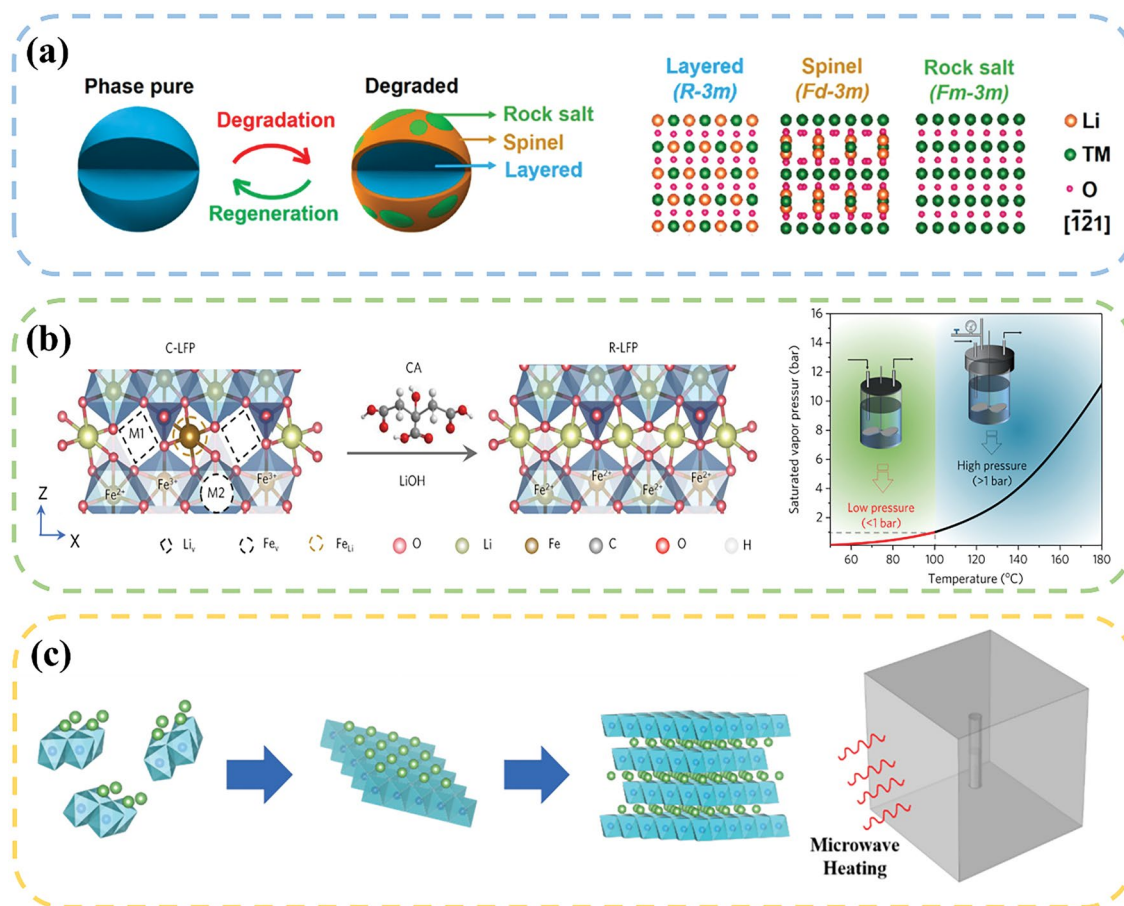 (a)
Phase pure
Degraded
Degradation
Regeneration
Rock salt
Spinel
Layered
Layered
(R-3m)
Spinel
(Fd-3m)
Rock salt
(Fm-3m)
Li
TM
O
[1̅2̅1]
(b)
C-LFP
M1
M2
Fe²⁺
Fe³⁺
Fe³⁺
Z
X
CA
LiOH
R-LFP
Fe²⁺
Fe²⁺
Fe²⁺
Fe²⁺
Liᵥ
Feᵥ
Fe_Li
O
Li
Fe
C
O
H
Saturated vapor pressur (bar)
16
14
12
10
8
6
4
2
1
Low pressure
(<1 bar)
High pressure
(>1 bar)
60
80
100
120
140
160
180
Temperature (°C)
(c)
Microwave
Heating